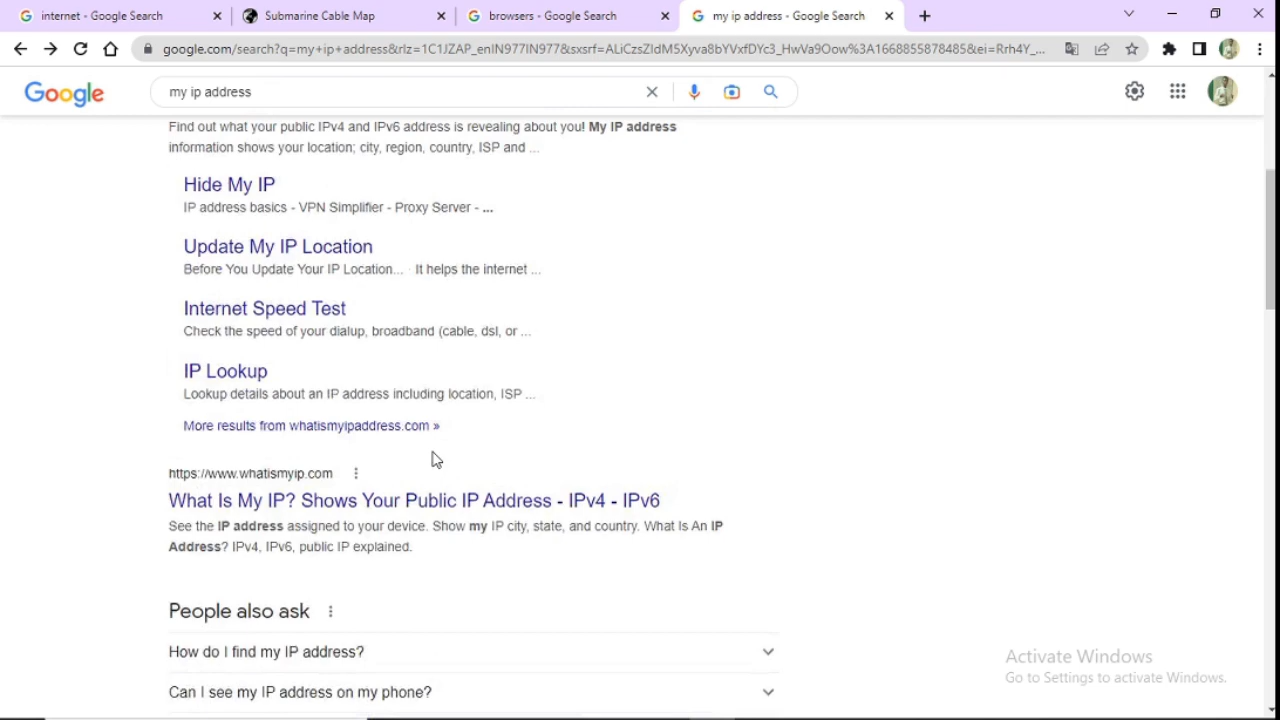 internet - Google Search
Submarine Cable Map
browsers - Google Search
my ip address - Google Search
google.com/search?q=my+ip+address&rlz=1C1JZAP_enIN977IN977&sxsrf=ALiCzsZIdM5Xyva8bYVxfDYc3_HwVa9Oow%3A1668855878485&ei=Rrh4Y_...
Google
my ip address
Find out what your public IPv4 and IPv6 address is revealing about you! My IP address
information shows your location; city, region, country, ISP and ...
Hide My IP
IP address basics - VPN Simplifier - Proxy Server - ...
Update My IP Location
Before You Update Your IP Location... · It helps the internet ...
Internet Speed Test
Check the speed of your dialup, broadband (cable, dsl, or ...
IP Lookup
Lookup details about an IP address including location, ISP ...
More results from whatismyipaddress.com »
https://www.whatismyip.com
What Is My IP? Shows Your Public IP Address - IPv4 - IPv6
See the IP address assigned to your device. Show my IP city, state, and country. What Is An IP
Address? IPv4, IPv6, public IP explained.
People also ask
How do I find my IP address?
Can I see my IP address on my phone?
Activate Windows
Go to Settings to activate Windows.